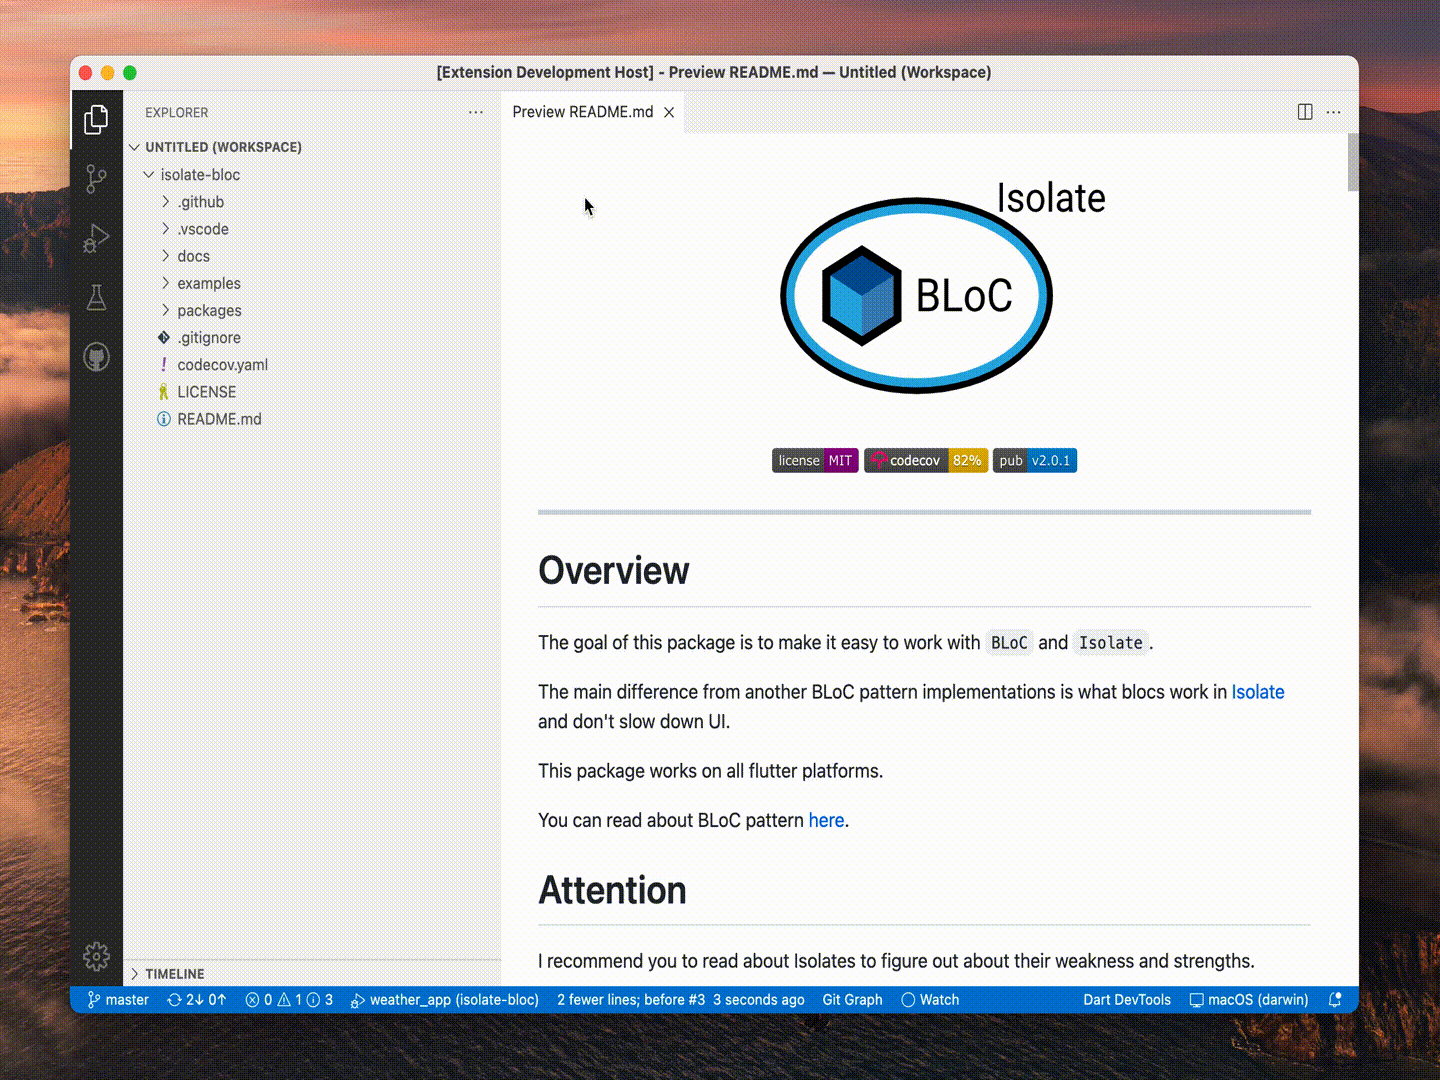 [Extension Development Host] - Preview README.md — Untitled (Workspace)
EXPLORER
UNTITLED (WORKSPACE)
isolate-bloc
.github
.vscode
docs
examples
packages
.gitignore
codecov.yaml
LICENSE
README.md
TIMELINE
Preview README.md
Isolate
BLoC
license MIT codecov 82% pub v2.0.1
Overview
The goal of this package is to make it easy to work with BLoC and Isolate.
The main difference from another BLoC pattern implementations is what blocs work in Isolate
and don't slow down UI.
This package works on all flutter platforms.
You can read about BLoC pattern here.
Attention
I recommend you to read about Isolates to figure out about their weakness and strengths.
master 2↓ 0↑ 0 1 3 weather_app (isolate-bloc) 2 fewer lines; before #3 3 seconds ago Git Graph Watch Dart DevTools macOS (darwin)